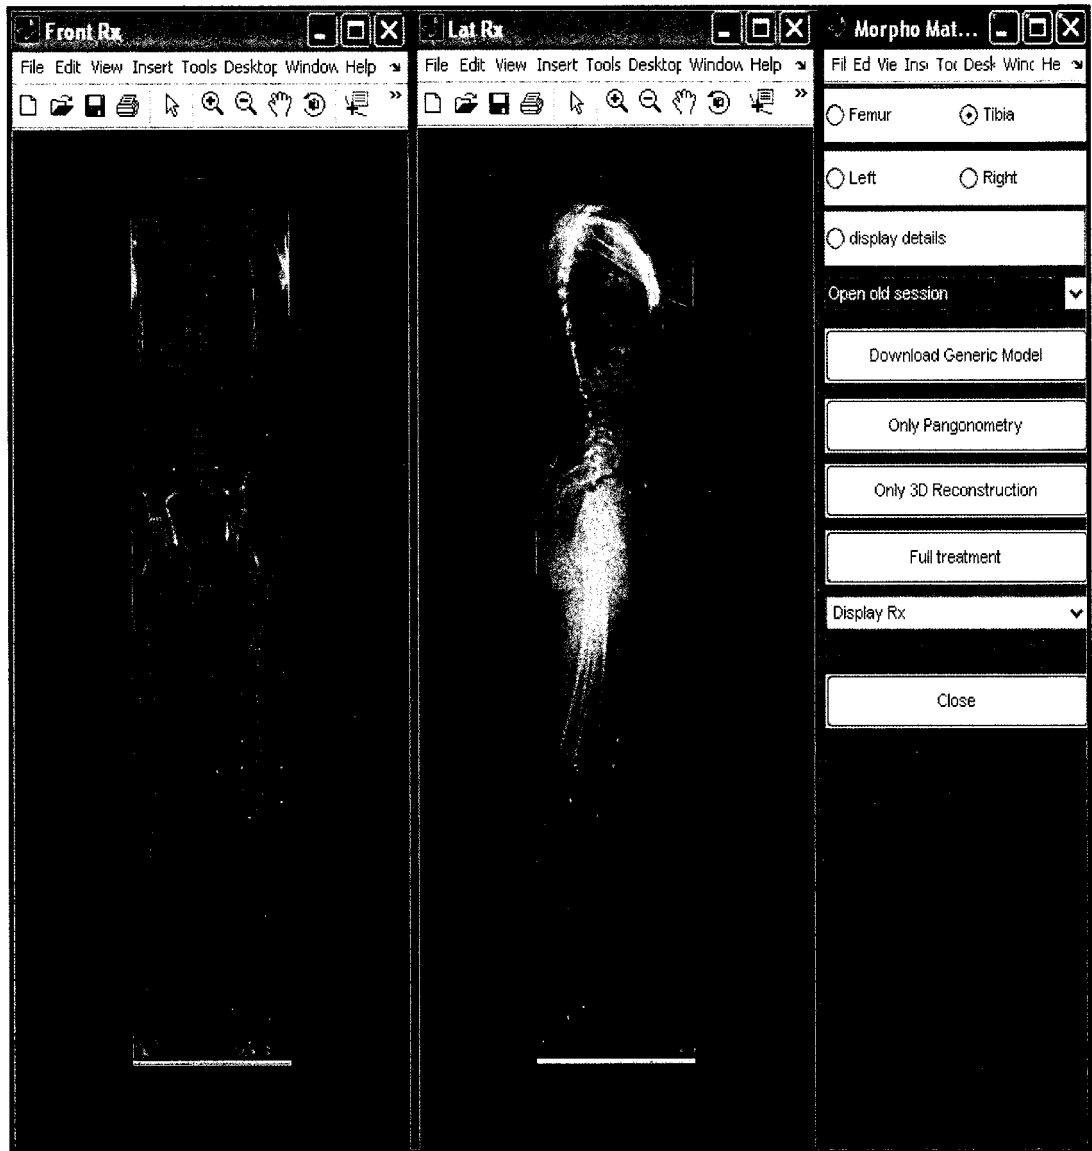 Front Rx
File Edit View Insert Tools Desktop Window Help
Lat Rx
File Edit View Insert Tools Desktop Window Help
Morpho Mat...
Fil Ed Vie Ins Too Desk Winc He
Femur Tibia
Left Right
display details
Open old session
Download Generic Model
Only Pangonometry
Only 3D Reconstruction
Full treatment
Display Rx
Close